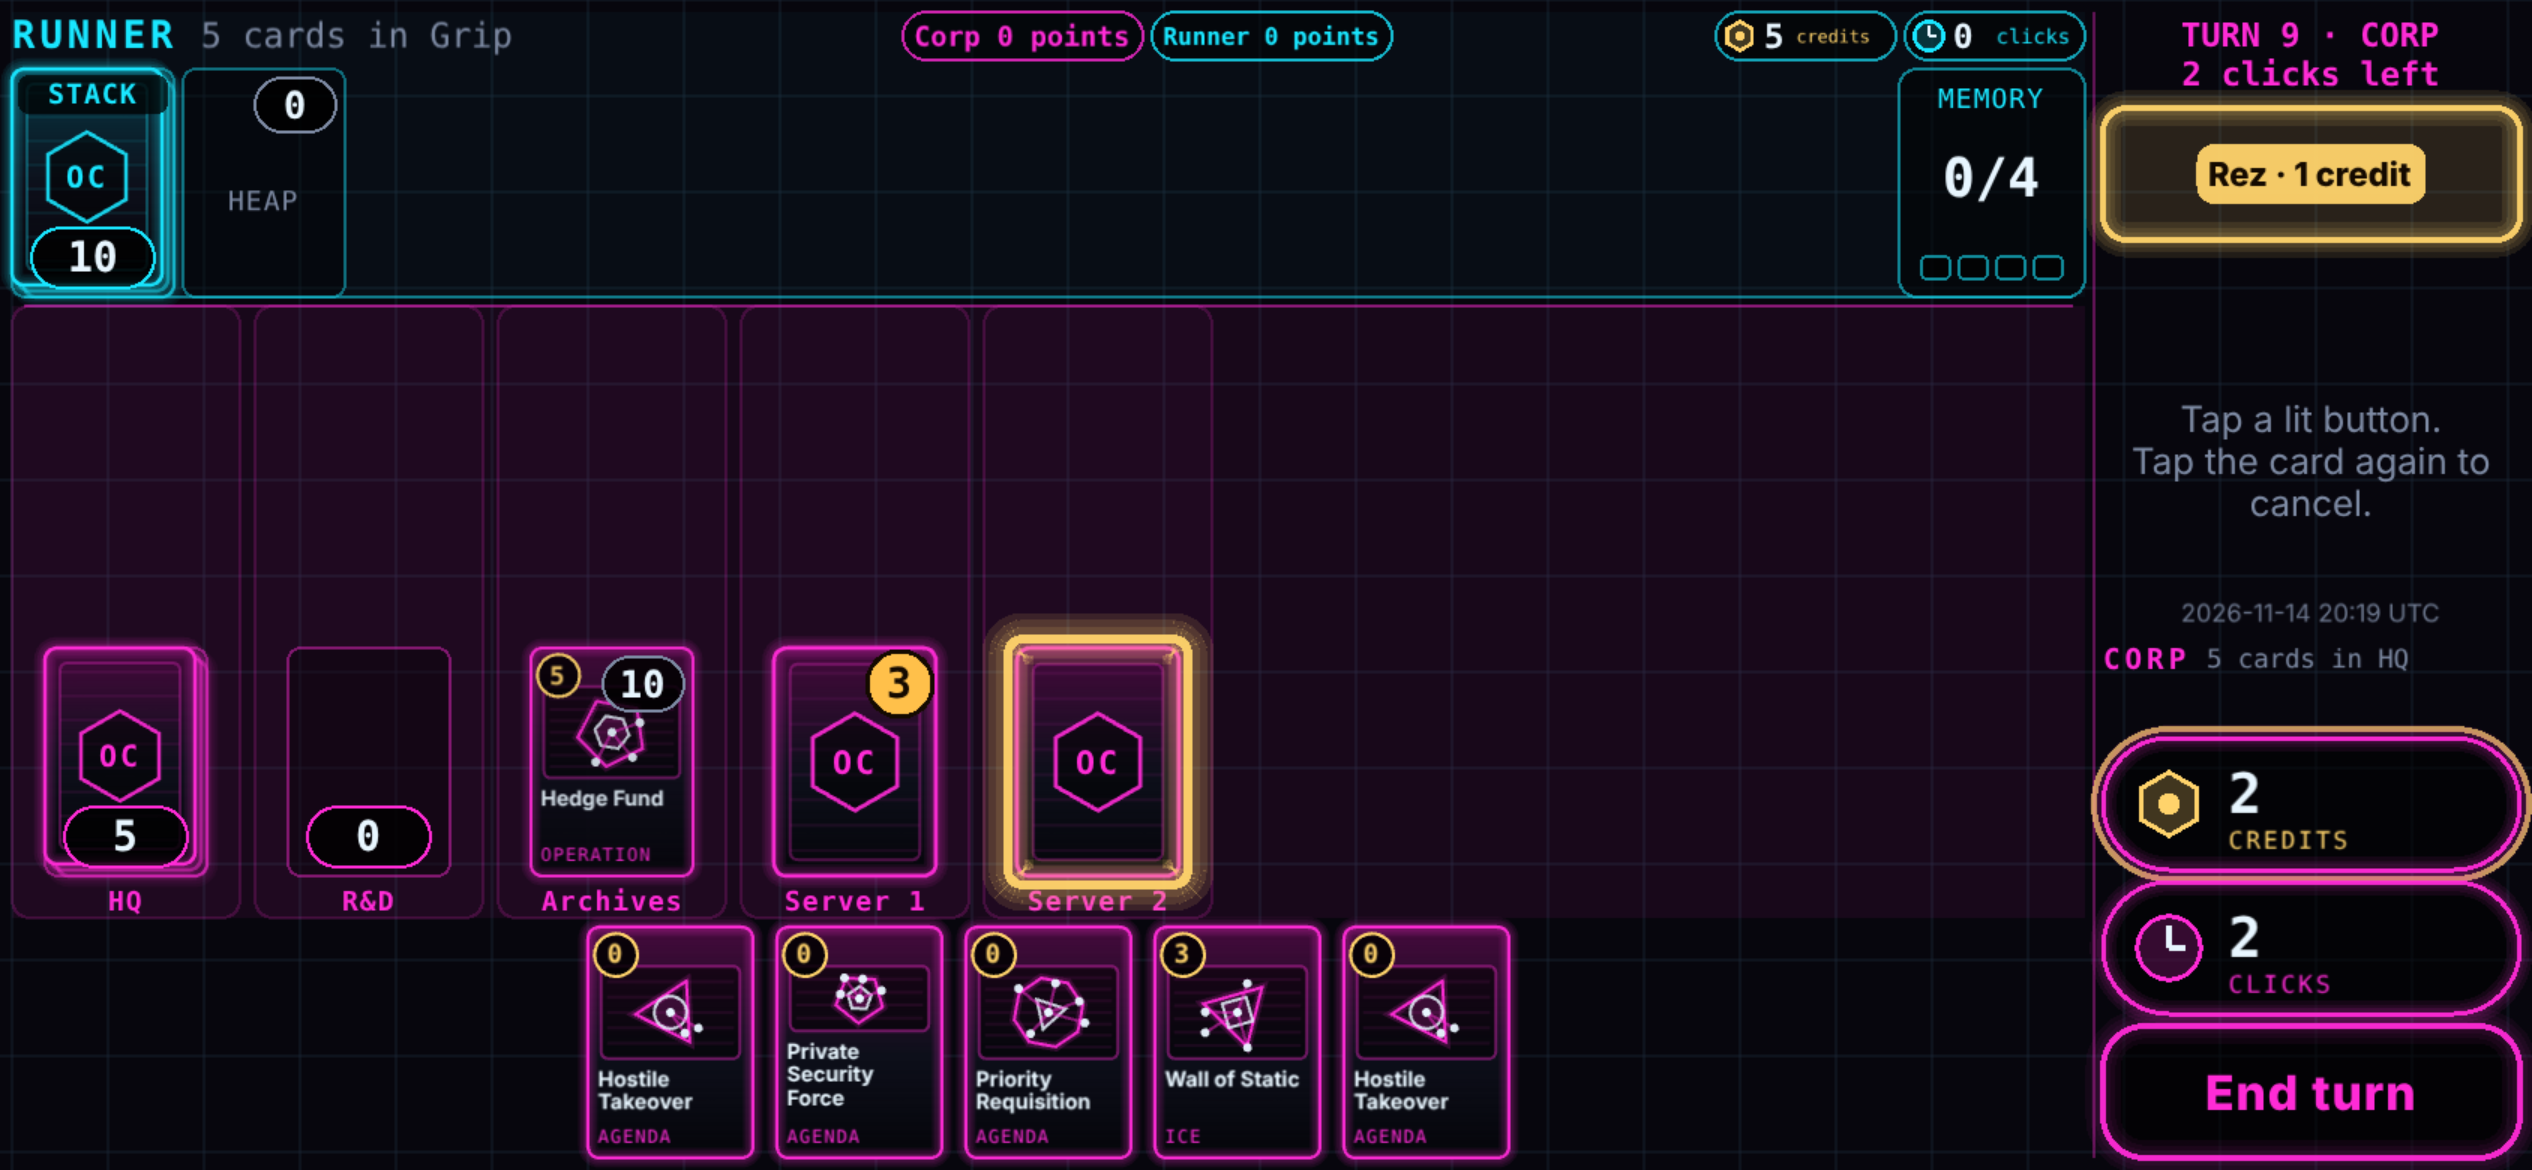 RUNNER 5 cards in Grip
Corp 0 points
Runner 0 points
5 credits
0 clicks
TURN 9 · CORP
2 clicks left
STACK
OC
10
0
HEAP
MEMORY
0/4
Rez · 1 credit
Tap a lit button.
Tap the card again to
cancel.
2026-11-14 20:19 UTC
CORP 5 cards in HQ
OC
5
HQ
0
R&D
5
10
Hedge Fund
OPERATION
Archives
3
OC
Server 1
OC
Server 2
2
CREDITS
2
CLICKS
End turn
0
Hostile
Takeover
AGENDA
0
Private
Security
Force
AGENDA
0
Priority
Requisition
AGENDA
3
Wall of Static
ICE
0
Hostile
Takeover
AGENDA